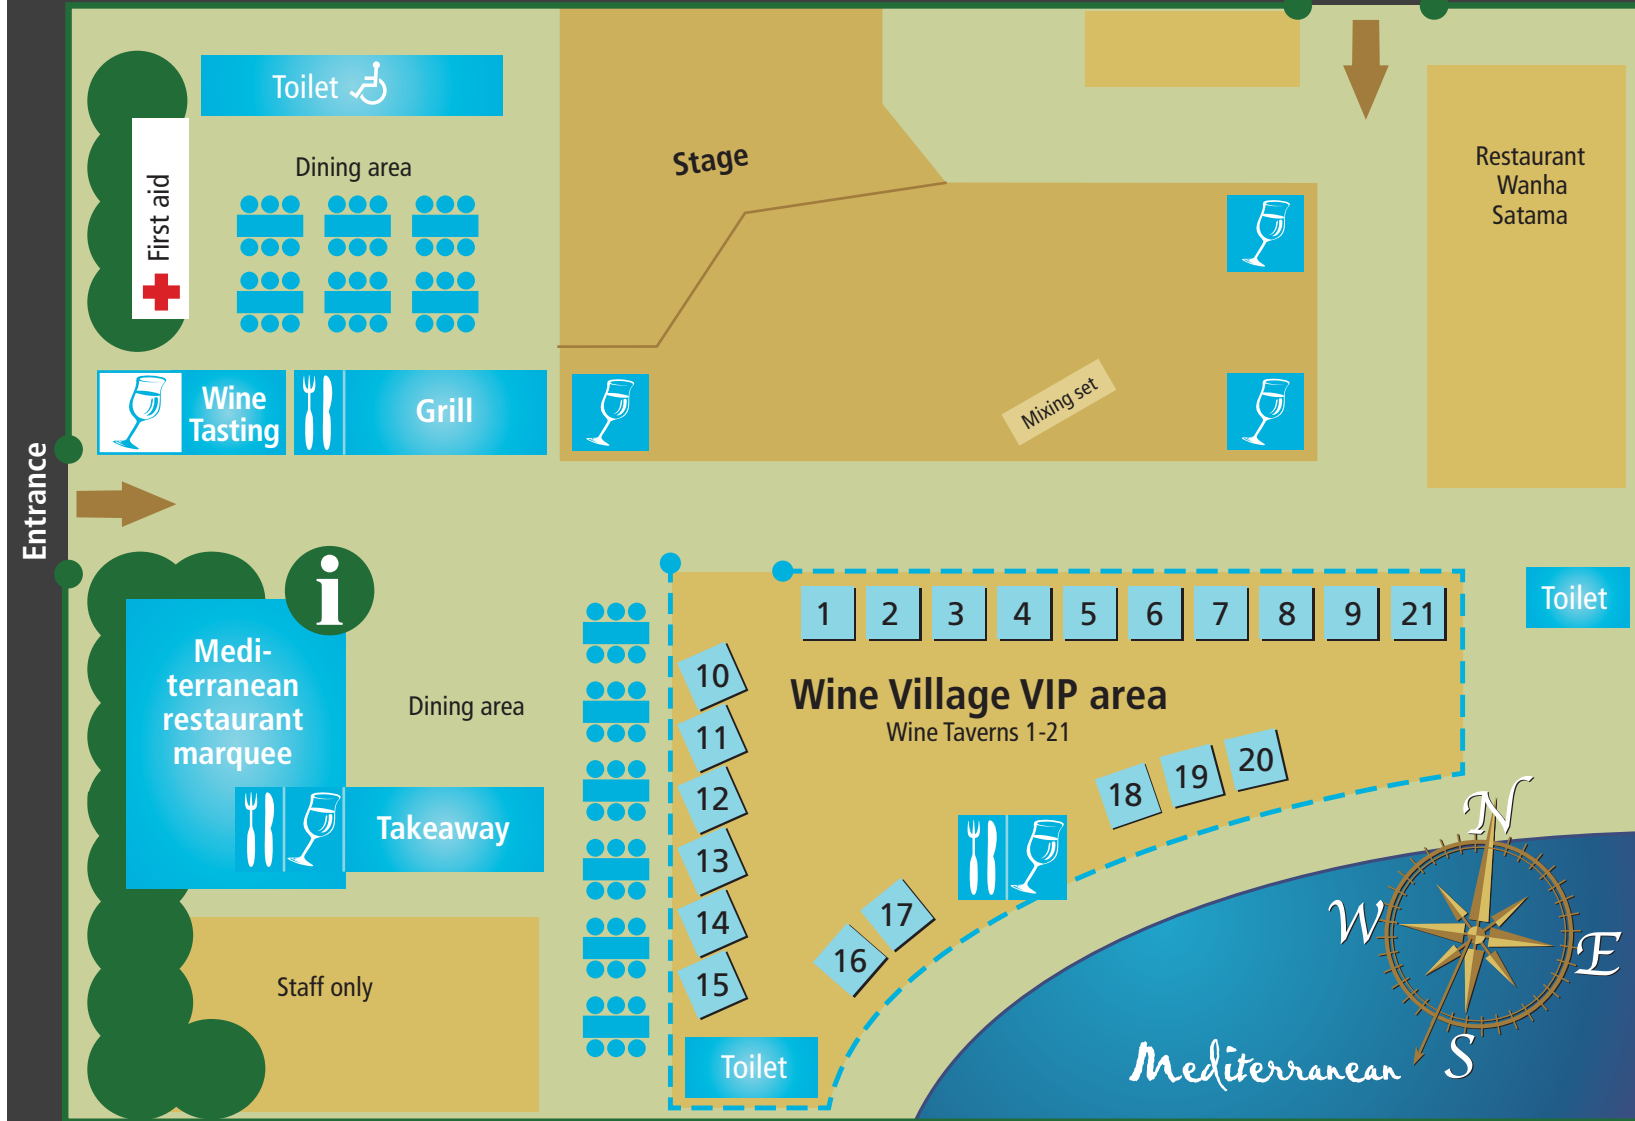 Toilet
Dining area
First aid
Stage
Restaurant
Wanha
Satama
Wine
Tasting
Grill
Mixing set
Entrance
i
Medi-
terranean
restaurant
marquee
Dining area
Takeaway
Staff only
1 2 3 4 5 6 7 8 9 21
Toilet
10
11
12
13
14
15
Wine Village VIP area
Wine Taverns 1-21
18 19 20
17
16
Toilet
N
W
E
S
Mediterranean